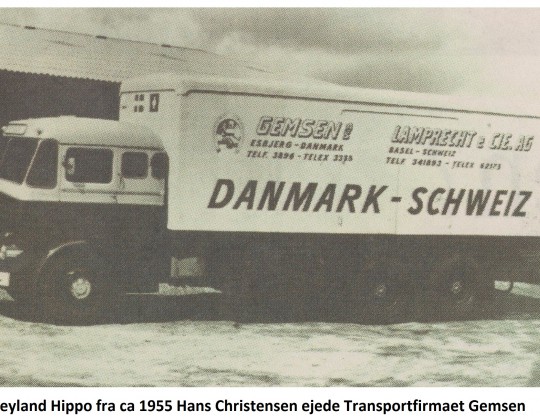 GEMSEN
ESBJERG - DANMARK
TELF. 3896 - TELEX 3335
LAMPRECHT & CIE. AG
BASEL - SCHWEIZ
TELF 341893 - TELEX 62173
DANMARK - SCHWEIZ
eyland Hippo fra ca 1955 Hans Christensen ejede Transportfirmaet Gemsen